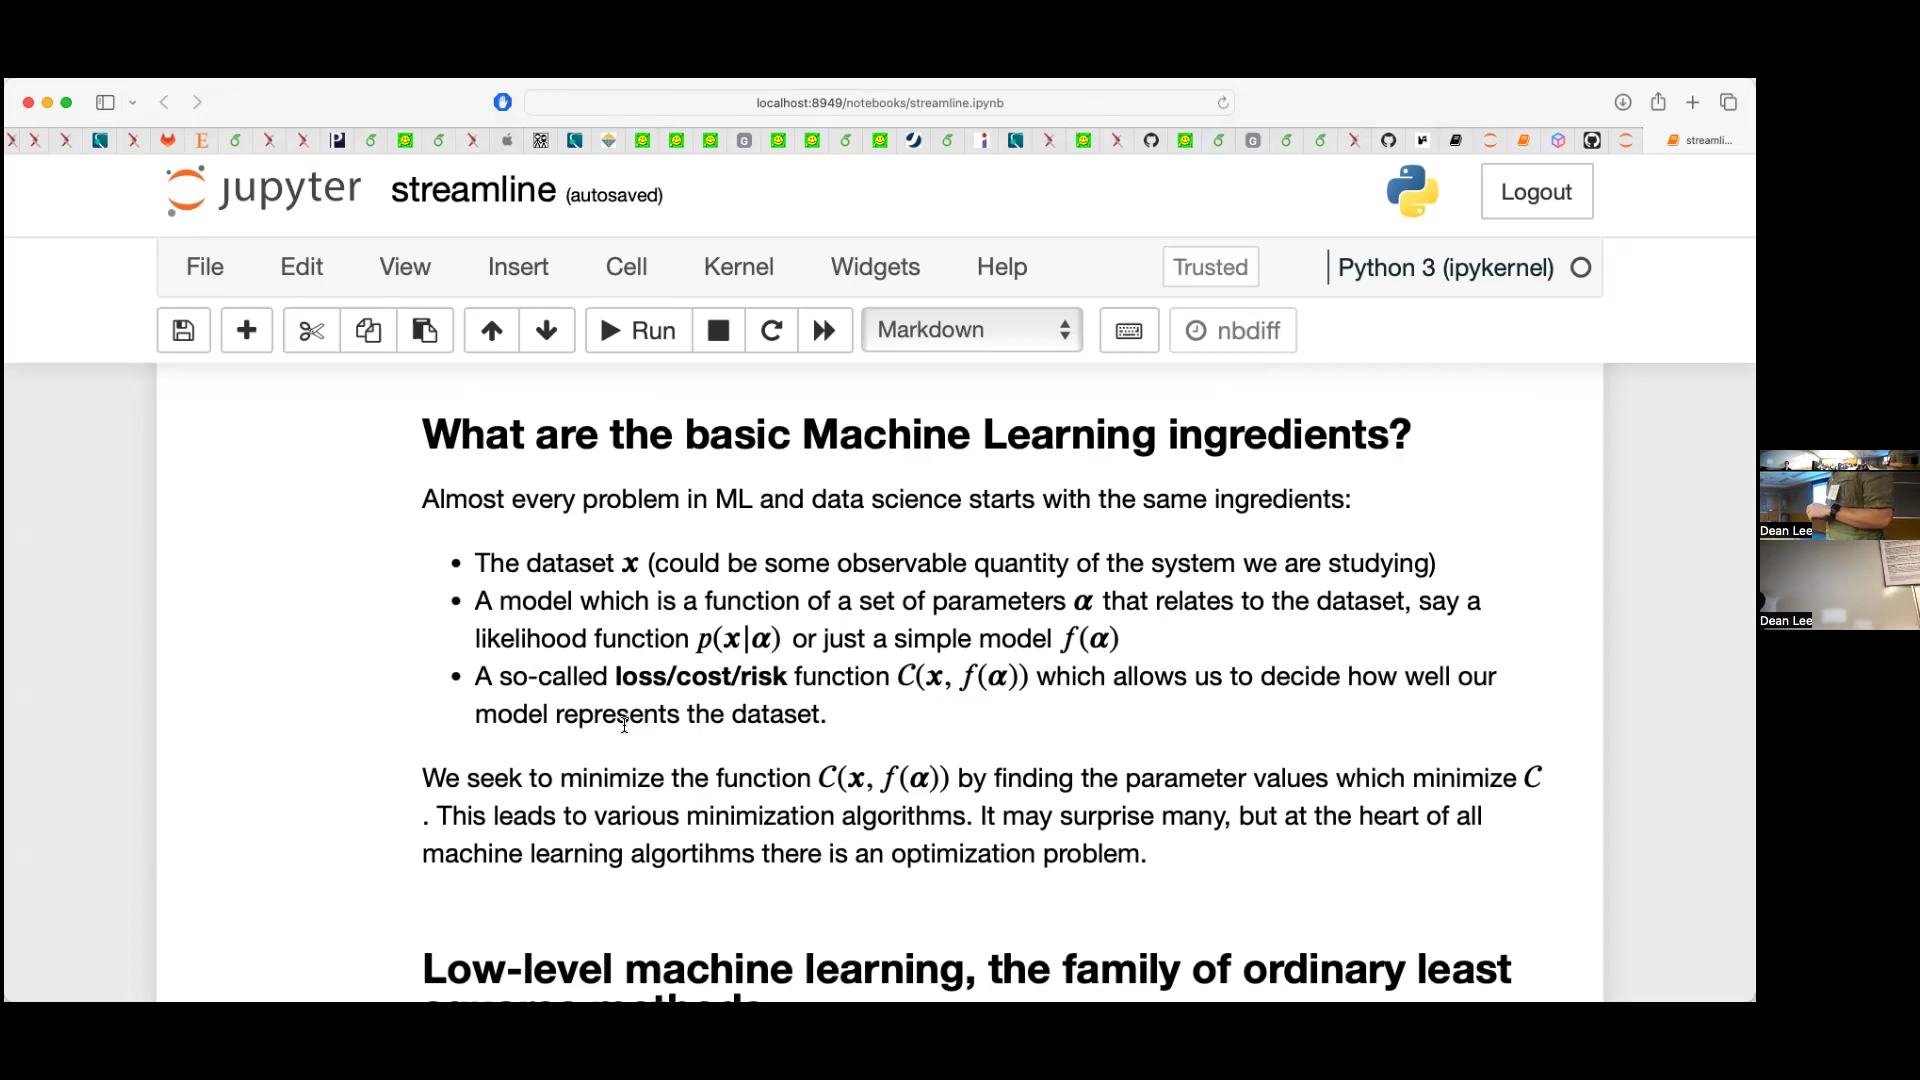 localhost:8949/notebooks/streamline.ipynb
streamli...
jupyter streamline (autosaved)
Logout
File Edit View Insert Cell Kernel Widgets Help Trusted Python 3 (ipykernel)
Run Markdown nbdiff
What are the basic Machine Learning ingredients?
Almost every problem in ML and data science starts with the same ingredients:
• The dataset x (could be some observable quantity of the system we are studying)
• A model which is a function of a set of parameters α that relates to the dataset, say a
likelihood function p(x|α) or just a simple model f(α)
• A so-called loss/cost/risk function C(x, f(α)) which allows us to decide how well our
model represents the dataset.
We seek to minimize the function C(x, f(α)) by finding the parameter values which minimize C
. This leads to various minimization algorithms. It may surprise many, but at the heart of all
machine learning algortihms there is an optimization problem.
Low-level machine learning, the family of ordinary least
Dean Lee
Dean Lee